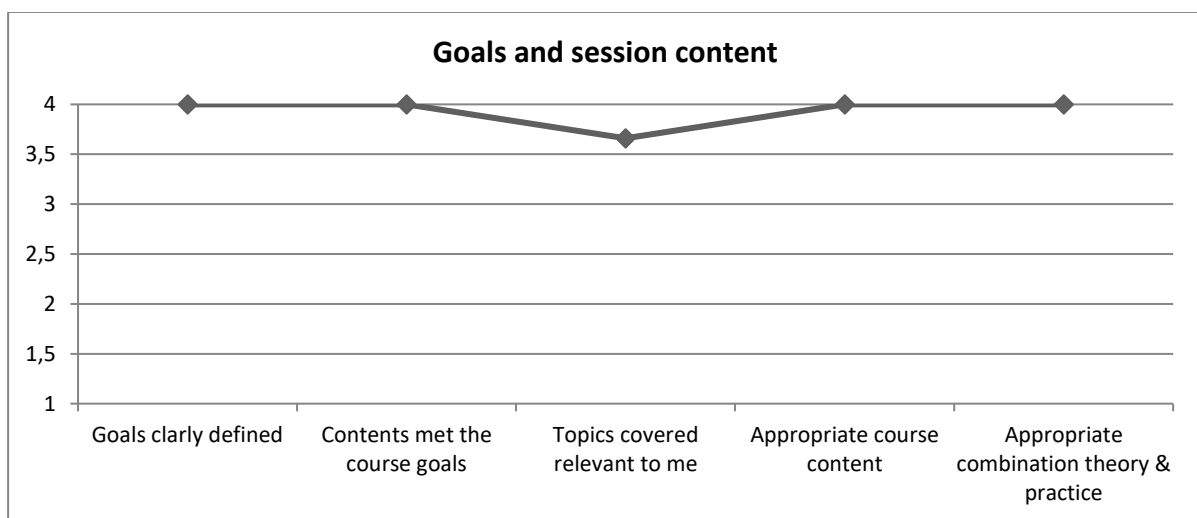 Goals and session content
4
3,5
3
2,5
2
1,5
1
Goals clarly defined
Contents met the
course goals
Topics covered
relevant to me
Appropriate course
content
Appropriate
combination theory &
practice